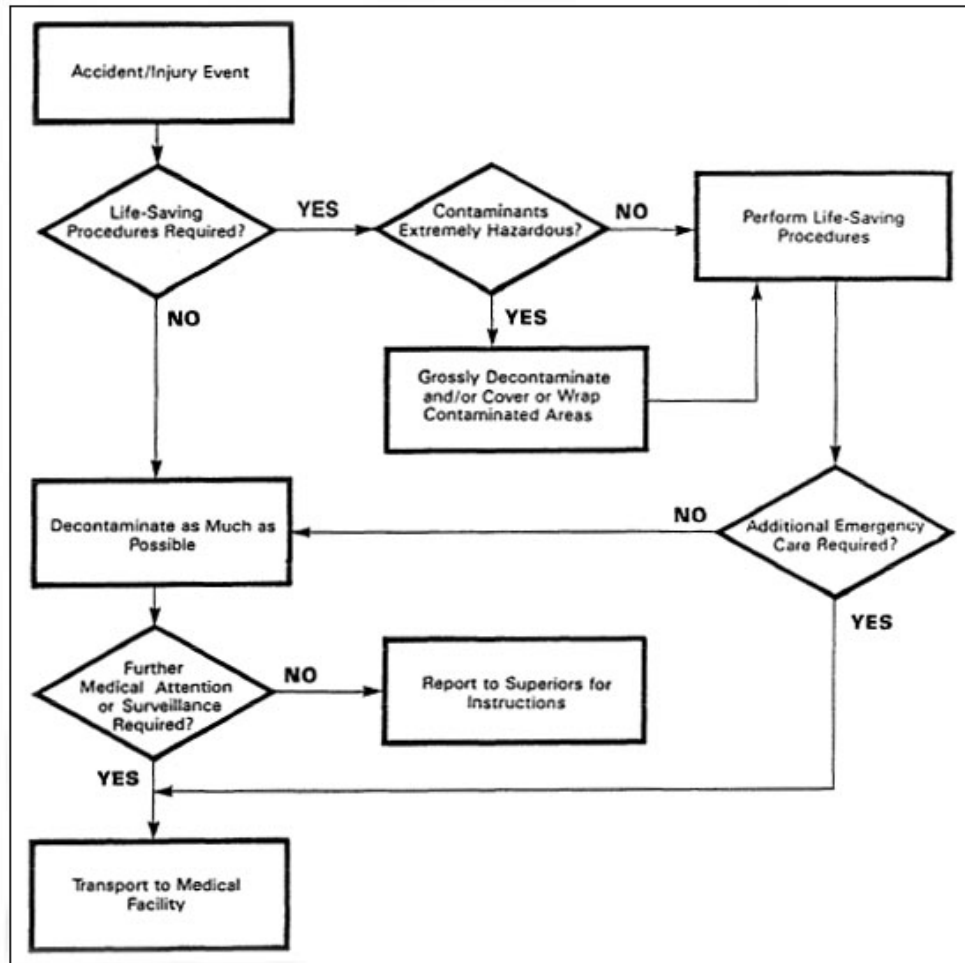 Accident/Injury Event
Life-Saving
Procedures Required?
YES
Contaminants
Extremely Hazardous?
NO
Perform Life-Saving
Procedures
NO
YES
Grossly Decontaminate
and/or Cover or Wrap
Contaminated Areas
Decontaminate as Much as
Possible
NO
Additional Emergency
Care Required?
YES
Further
Medical Attention
or Surveillance
Required?
NO
Report to Superiors for
Instructions
YES
Transport to Medical
Facility